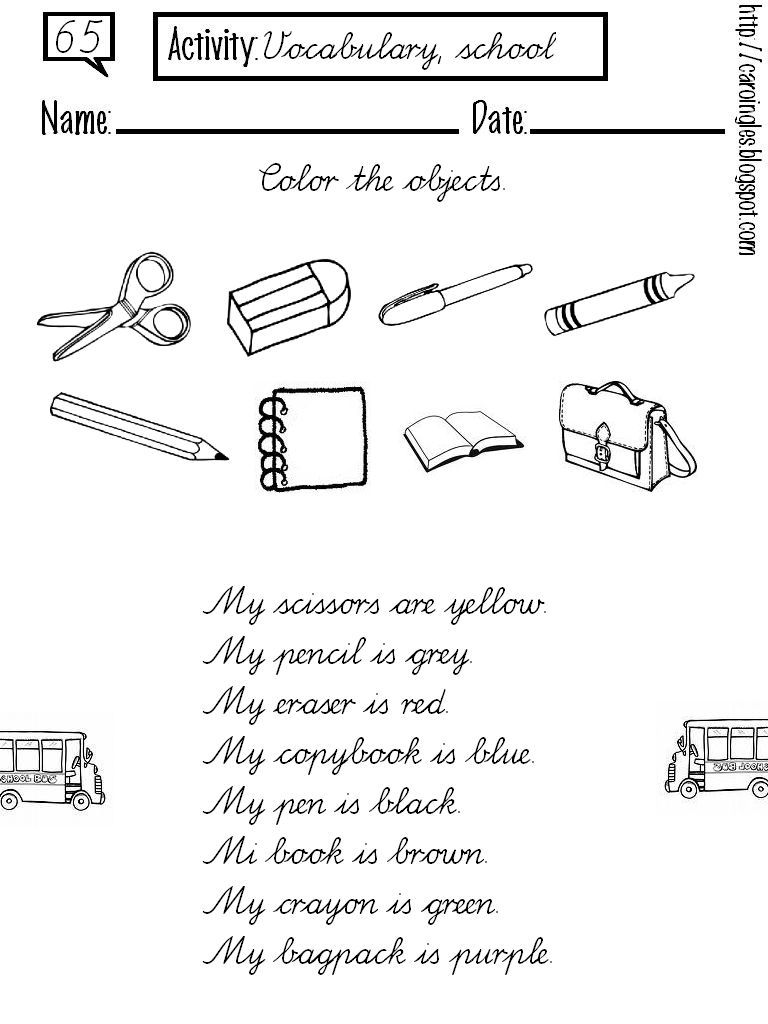 65
Activity: Vocabulary, school
http://caroingles.blogspot.com
Name:
Date:
Color the objects.
My scissors are yellow.
My pencil is grey.
My eraser is red.
My copybook is blue.
My pen is black.
Mi book is brown.
My crayon is green.
My bagpack is purple.
SCHOOL BUS